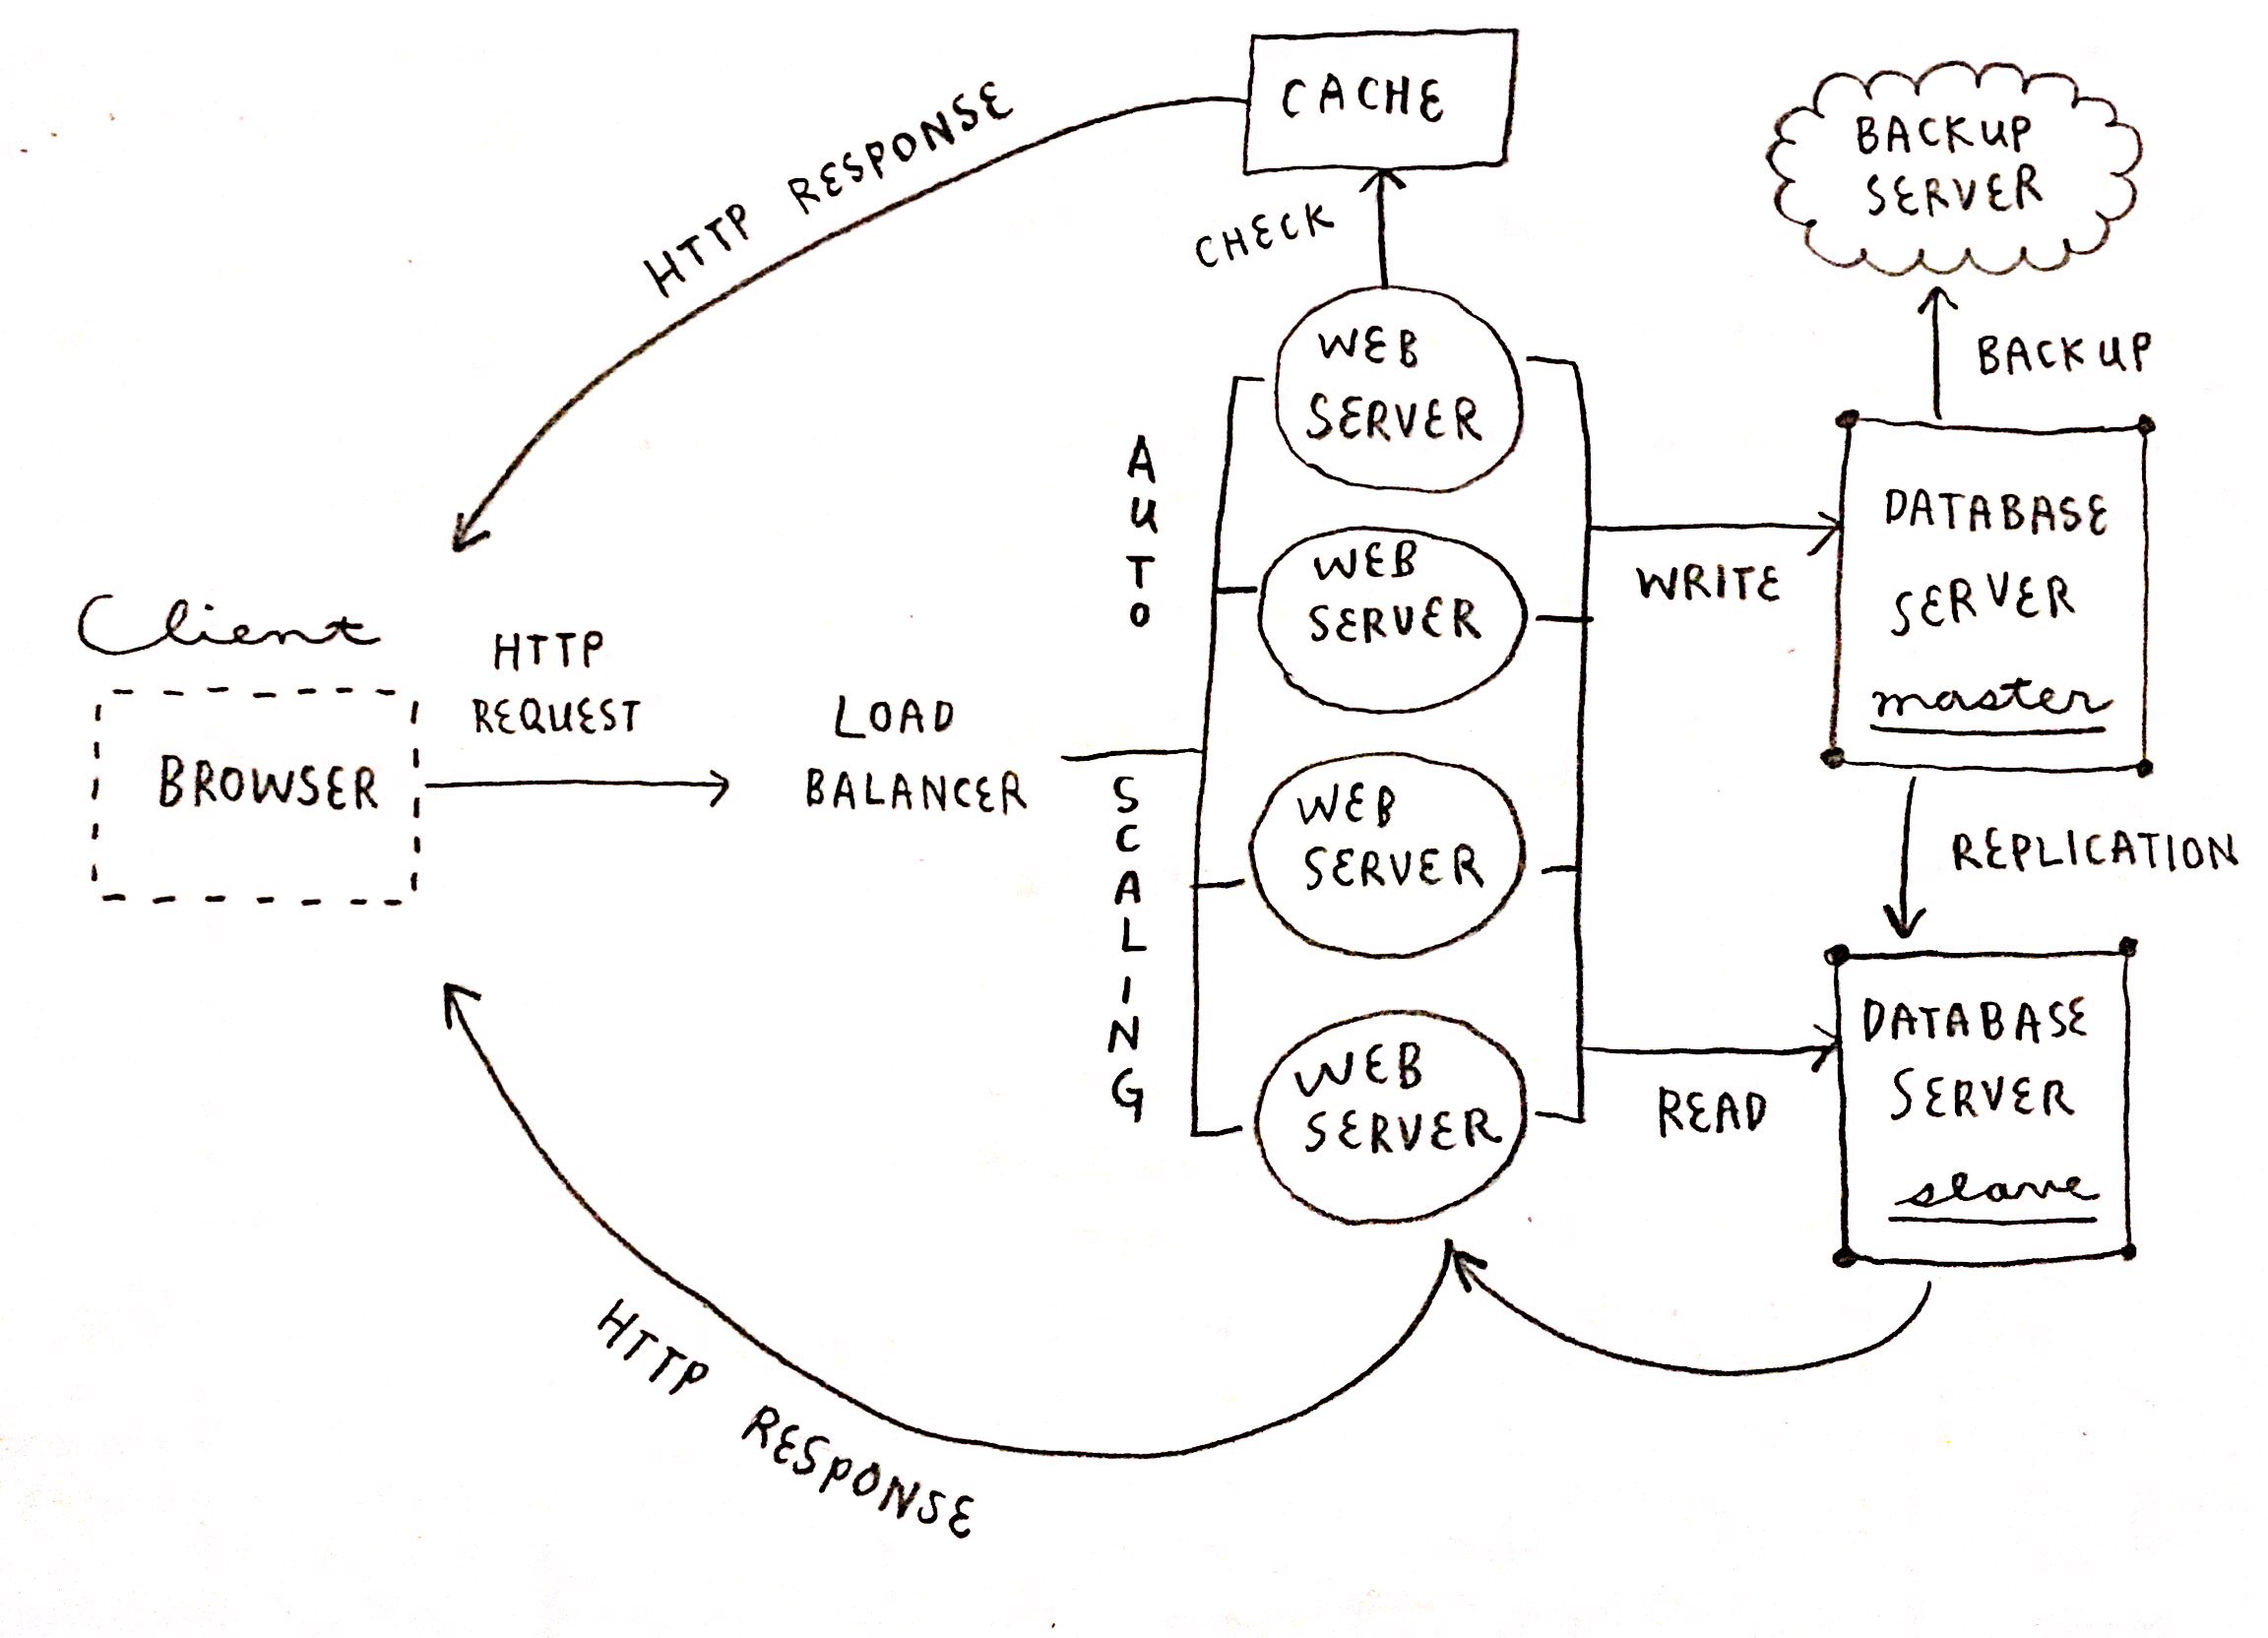 CACHE
BACKUP
SERVER
HTTP RESPONSE
CHECK
BACKUP
WEB
SERVER
AUTO
SCALING
WEB
SERVER
WEB
SERVER
WEB
SERVER
WRITE
DATABASE
SERVER
master
Client
HTTP
REQUEST
BROWSER
LOAD
BALANCER
REPLICATION
READ
DATABASE
SERVER
slave
HTTP RESPONSE